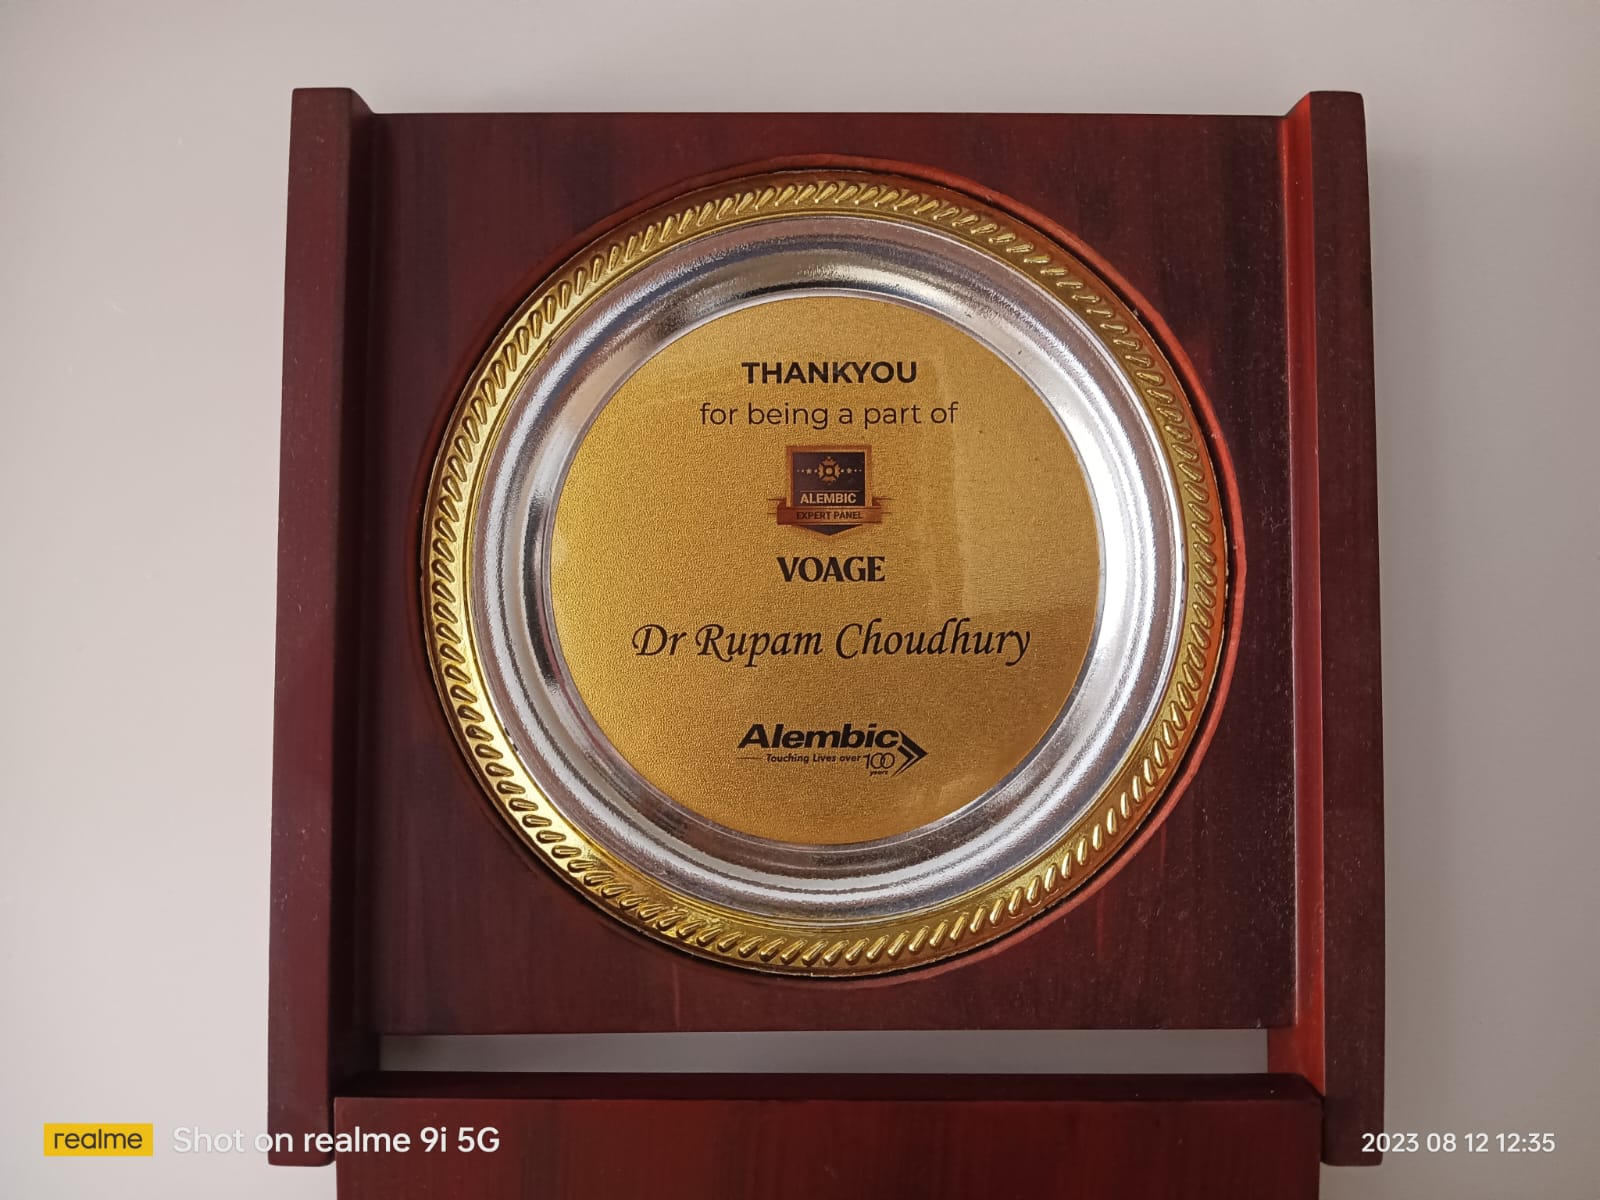 THANKYOU
for being a part of
ALEMBIC
EXPERT PANEL
VOAGE
Dr Rupam Choudhury
Alembic
Touching Lives over 100 years
realme Shot on realme 9i 5G
2023 08 12 12:35